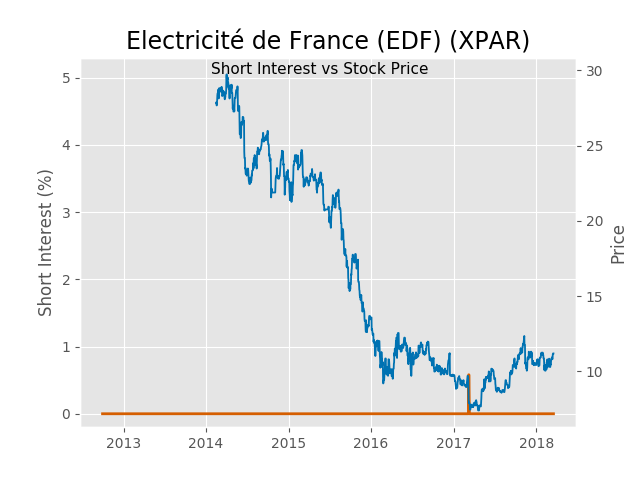 Electricité de France (EDF) (XPAR)
Short Interest vs Stock Price
Short Interest (%)
5
4
3
2
1
0
30
25
20
15
10
Price
2013 2014 2015 2016 2017 2018